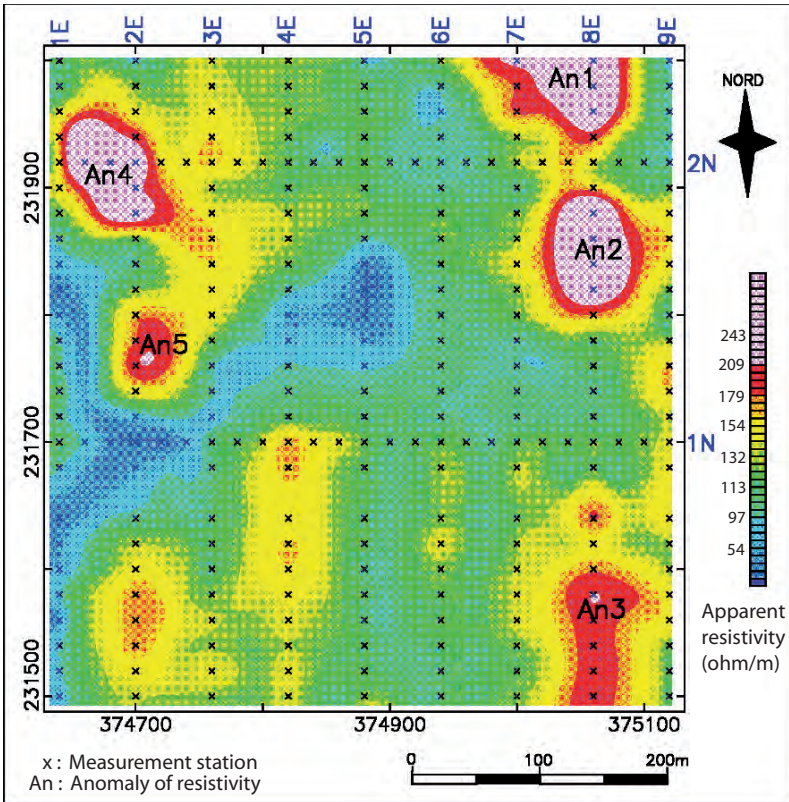 1E 2E 3E 4E 5E 6E 7E 8E 9E
An1
NORD
2N
231900
An4
An2
An5
243
209
179
154
132
113
97
54
231700
1N
An3
Apparent
resistivity
(ohm/m)
231500
374700 374900 375100
x : Measurement station
An : Anomaly of resistivity
0 100 200m